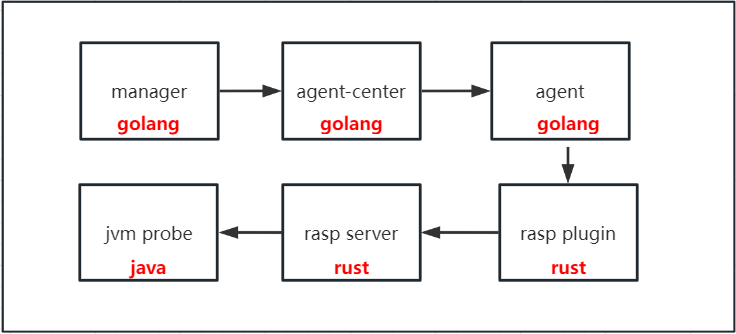 manager
golang
agent-center
golang
agent
golang
jvm probe
java
rasp server
rust
rasp plugin
rust